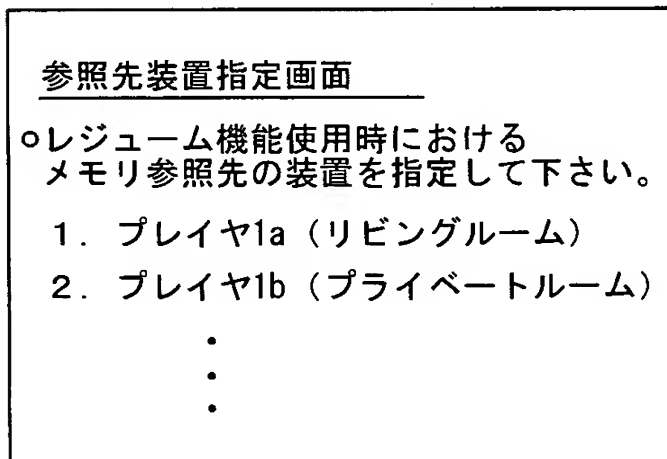 参照先装置指定画面
○レジューム機能使用時における
メモリ参照先の装置を指定して下さい。
1. プレイヤ1a（リビングルーム）
2. プレイヤ1b（プライベートルーム）
・
・
・